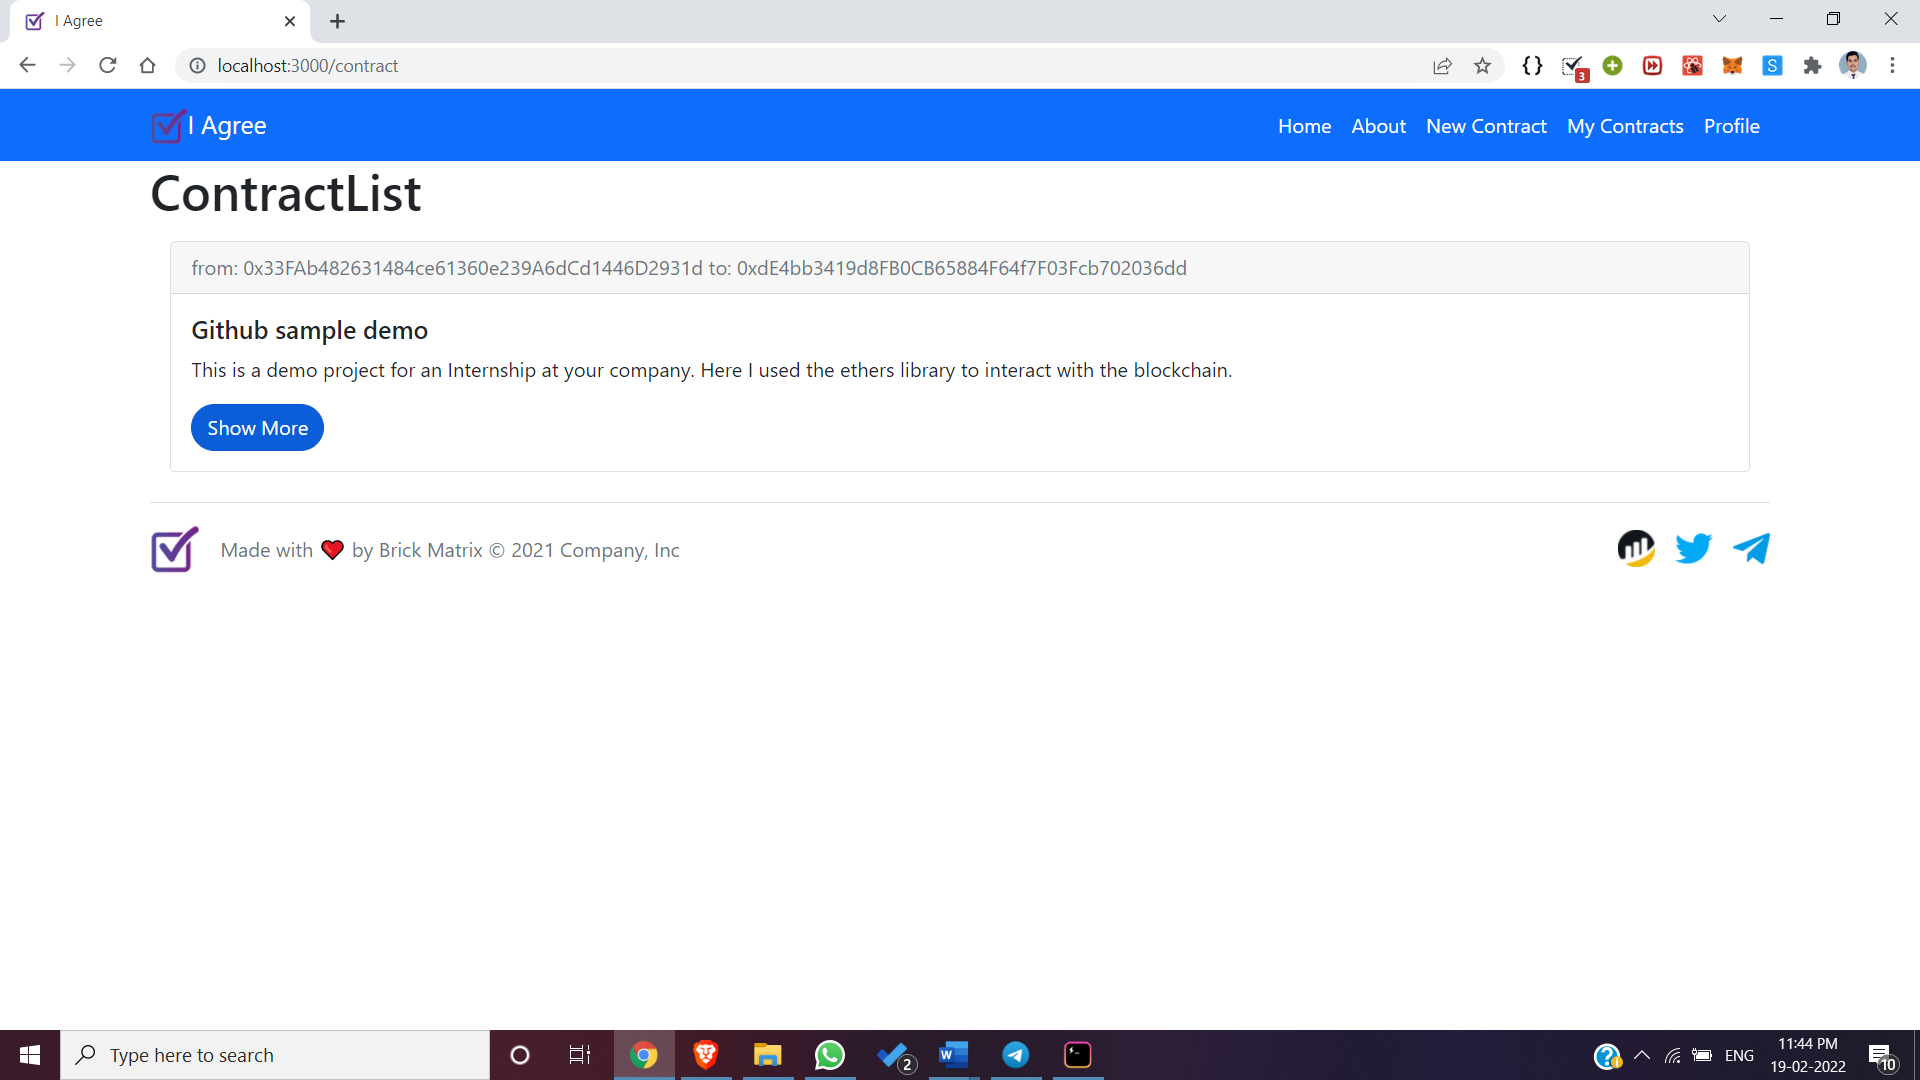 I Agree
localhost:3000/contract
3
S
I Agree
Home About New Contract My Contracts Profile
ContractList
from: 0x33FAb482631484ce61360e239A6dCd1446D2931d to: 0xdE4bb3419d8FB0CB65884F64f7F03Fcb702036dd
Github sample demo
This is a demo project for an Internship at your company. Here I used the ethers library to interact with the blockchain.
Show More
Made with ❤ by Brick Matrix © 2021 Company, Inc
Type here to search
2
W
ENG
11:44 PM
19-02-2022
10